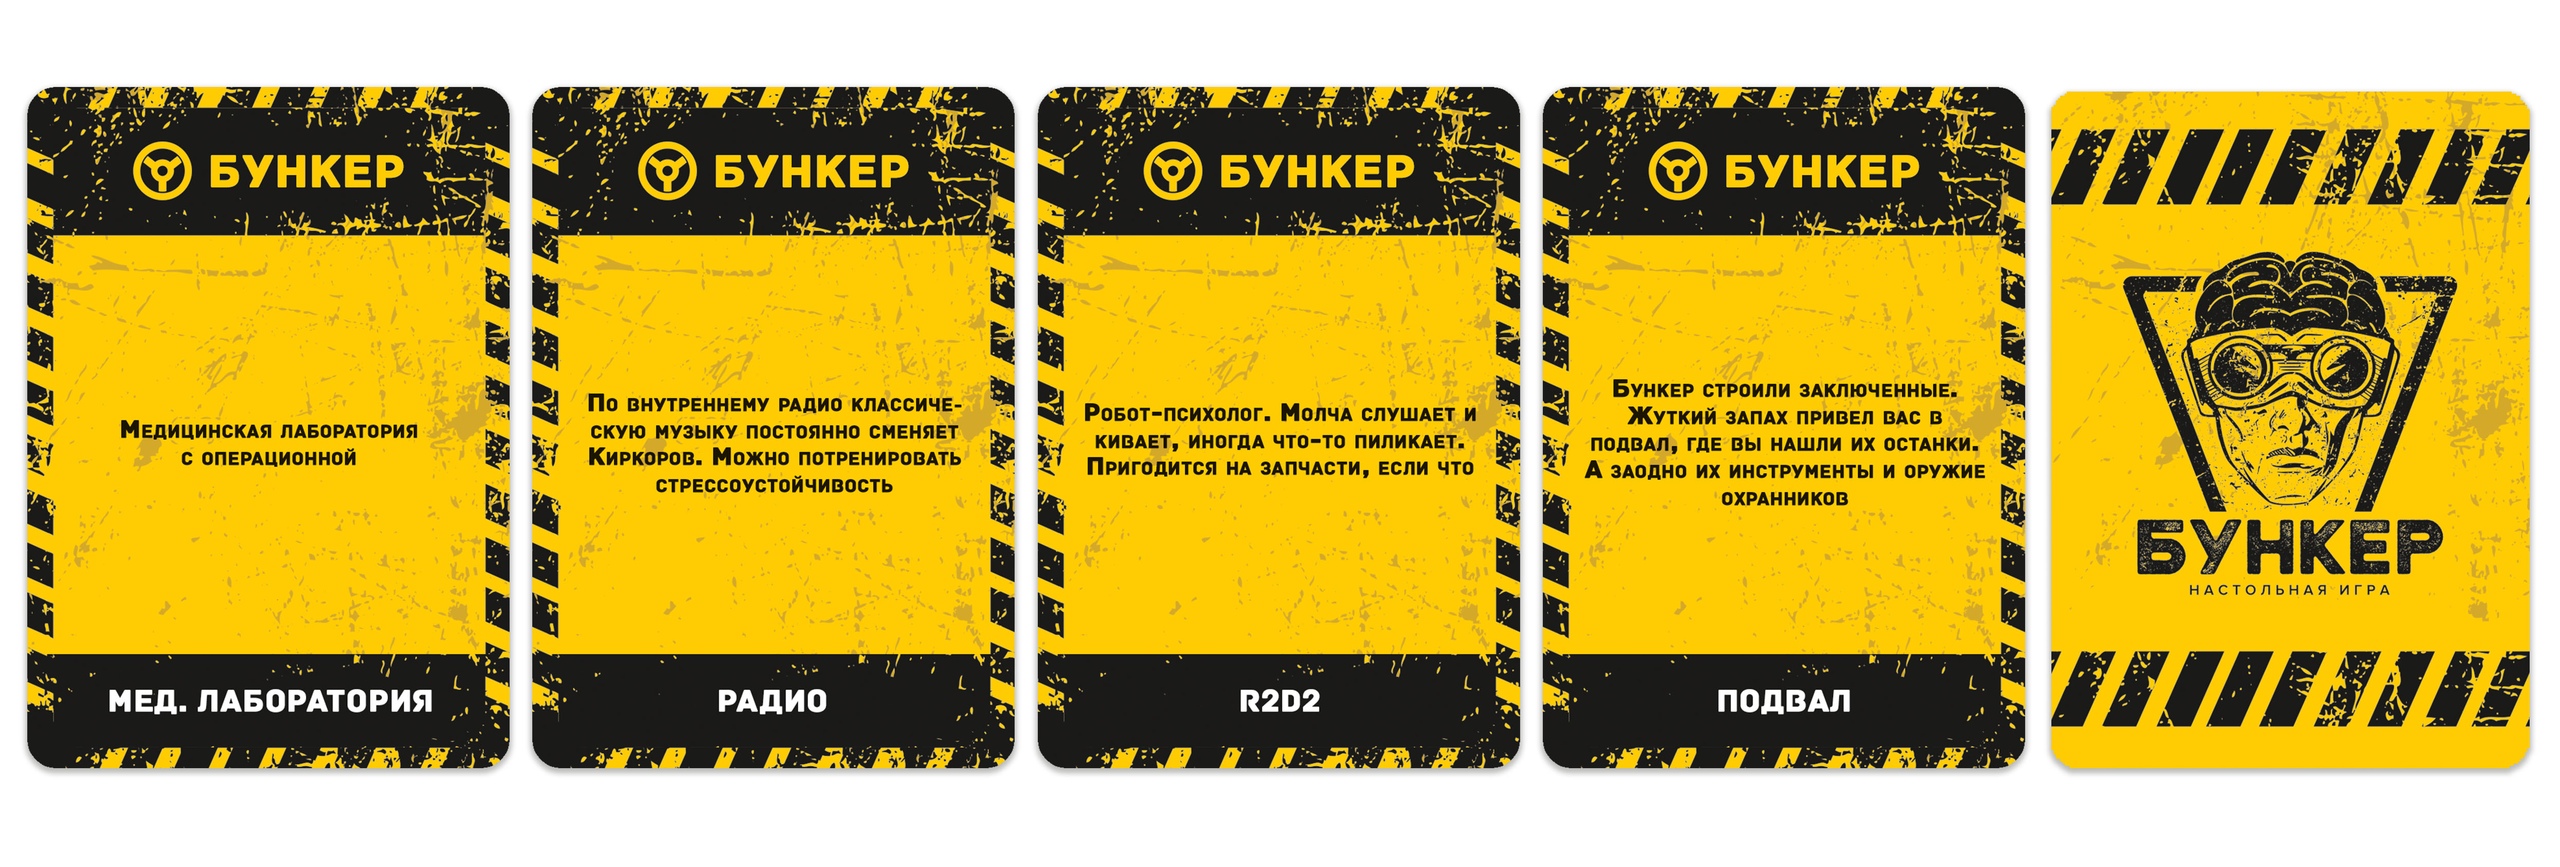 БУНКЕР
Медицинская лаборатория
с операционной
МЕД. ЛАБОРАТОРИЯ
БУНКЕР
По внутреннему радио классиче-
скую музыку постоянно сменяет
Киркоров. Можно потренировать
стрессоустойчивость
РАДИО
БУНКЕР
Робот-психолог. Молча слушает и
кивает, иногда что-то пиликает.
Пригодится на запчасти, если что
R2D2
БУНКЕР
Бункер строили заключенные.
Жуткий запах привел вас в
подвал, где вы нашли их останки.
А заодно их инструменты и оружие
охранников
ПОДВАЛ
БУНКЕР
НАСТОЛЬНАЯ ИГРА